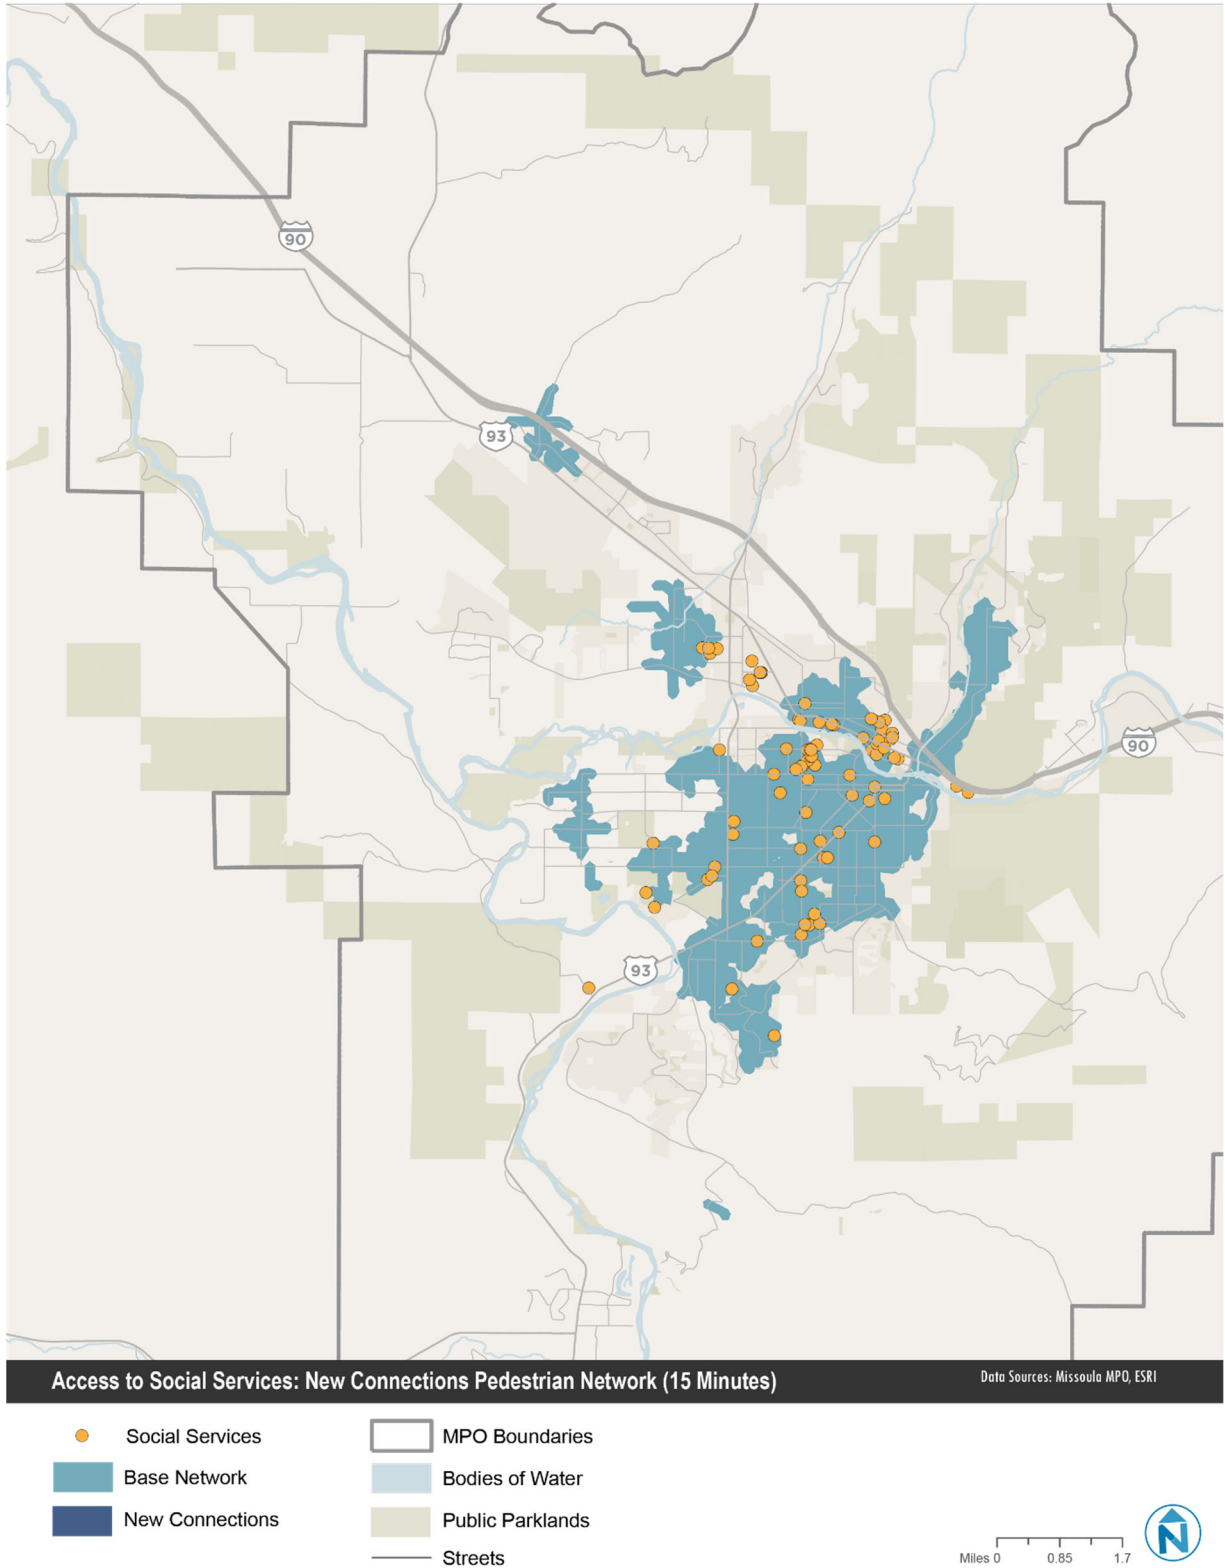 90
93
90
93
Access to Social Services: New Connections Pedestrian Network (15 Minutes)
Data Sources: Missoula MPO, ESRI
Social Services
MPO Boundaries
Base Network
Bodies of Water
New Connections
Public Parklands
Streets
N
Miles 0 0.85 1.7